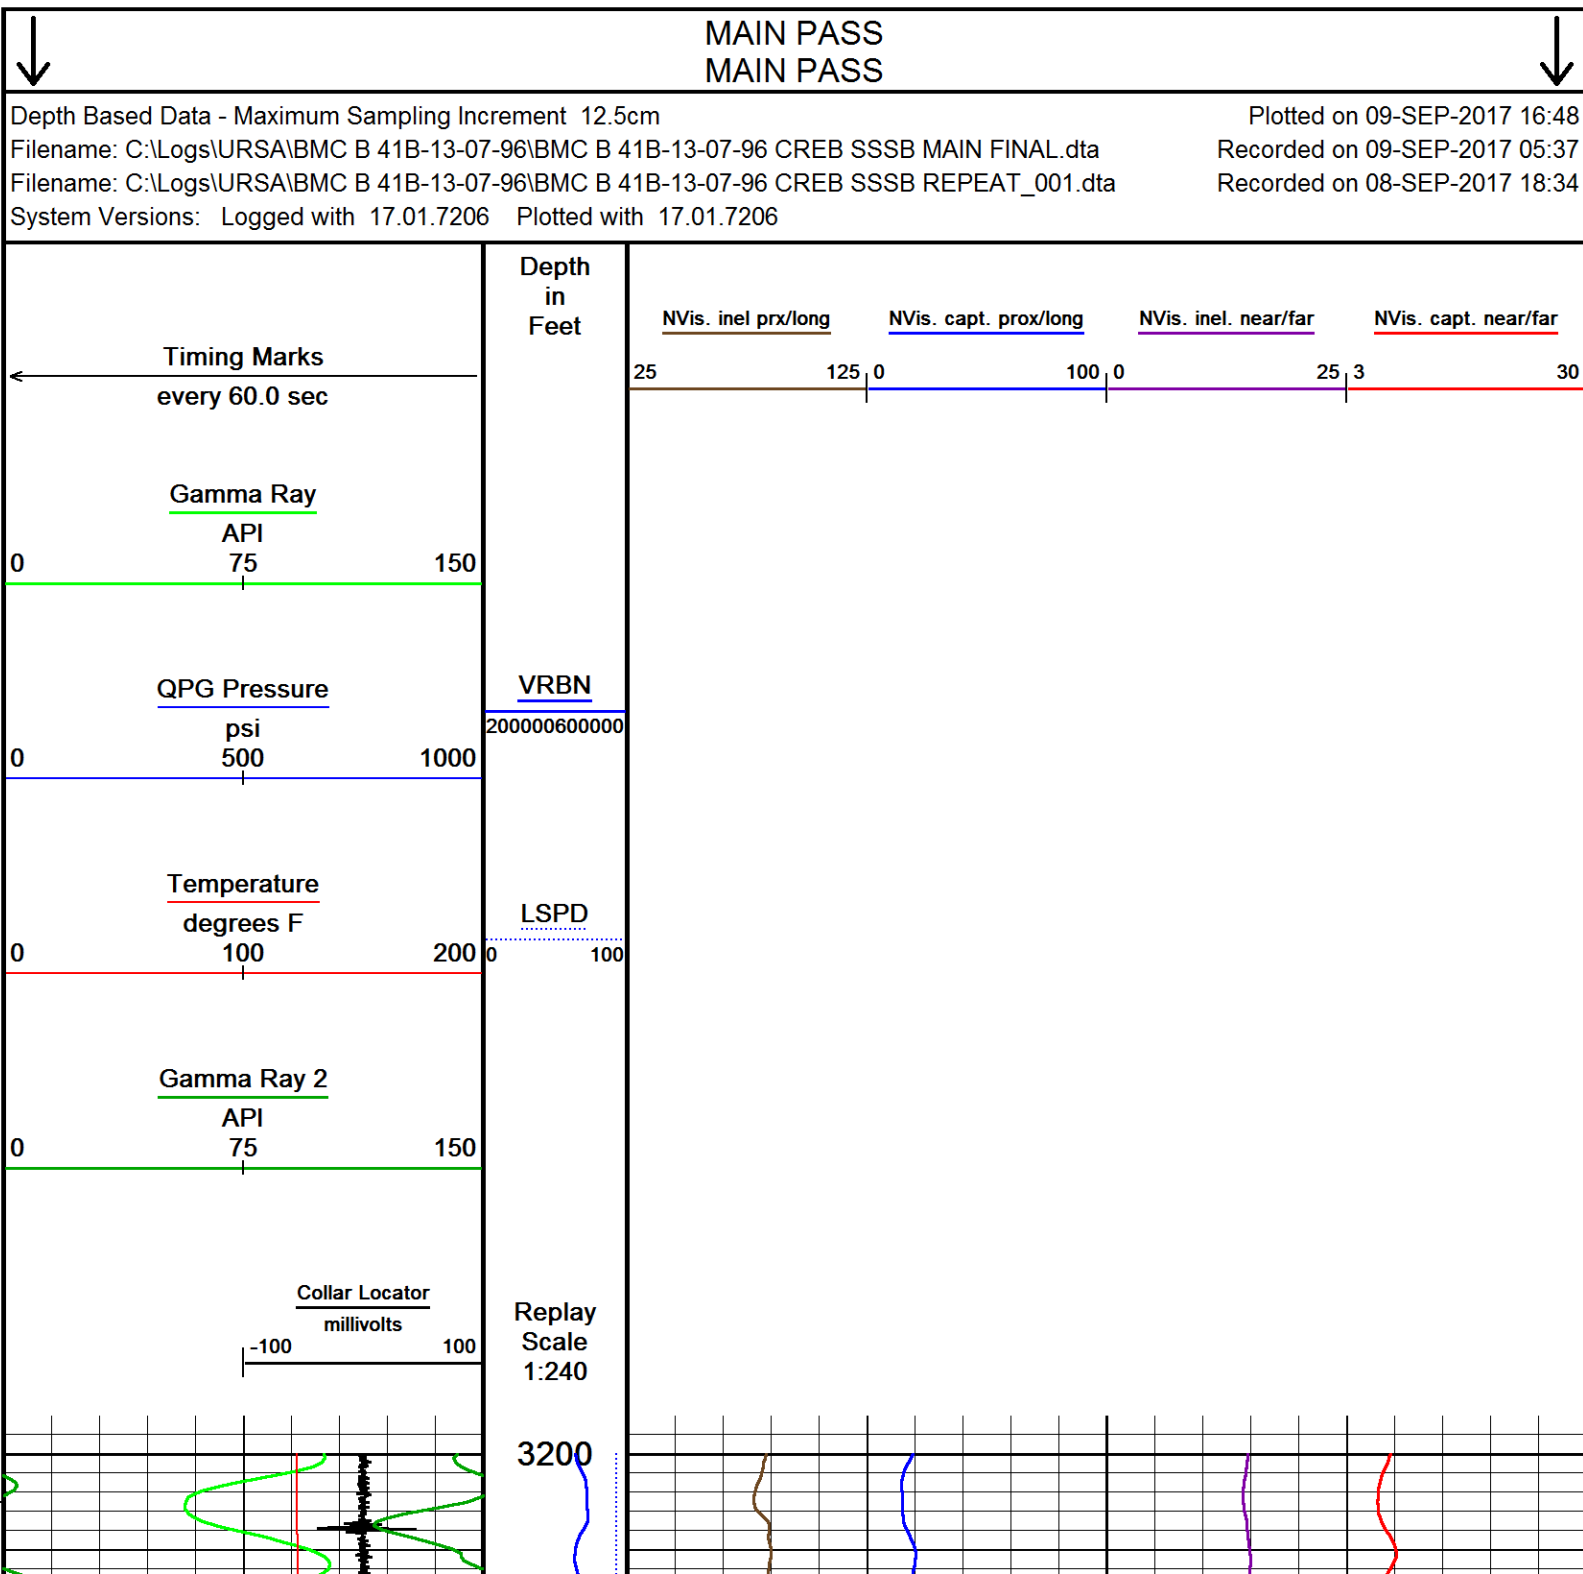 MAIN PASS
MAIN PASS
Depth Based Data - Maximum Sampling Increment 12.5cm Plotted on 09-SEP-2017 16:48
Filename: C:\Logs\URSA\BMC B 41B-13-07-96\BMC B 41B-13-07-96 CREB SSSB MAIN FINAL.dta Recorded on 09-SEP-2017 05:37
Filename: C:\Logs\URSA\BMC B 41B-13-07-96\BMC B 41B-13-07-96 CREB SSSB REPEAT_001.dta Recorded on 08-SEP-2017 18:34
System Versions: Logged with 17.01.7206 Plotted with 17.01.7206
Timing Marks
every 60.0 sec
Gamma Ray
API
0 75 150
QPG Pressure
psi
0 500 1000
Temperature
degrees F
0 100 200
Gamma Ray 2
API
0 75 150
Collar Locator
millivolts
-100 100
Depth
in
Feet
VRBN
200000600000
LSPD
0 100
Replay
Scale
1:240
3200
NVis. inel prx/long NVis. capt. prox/long NVis. inel. near/far NVis. capt. near/far
25 125 0 100 0 25 3 30